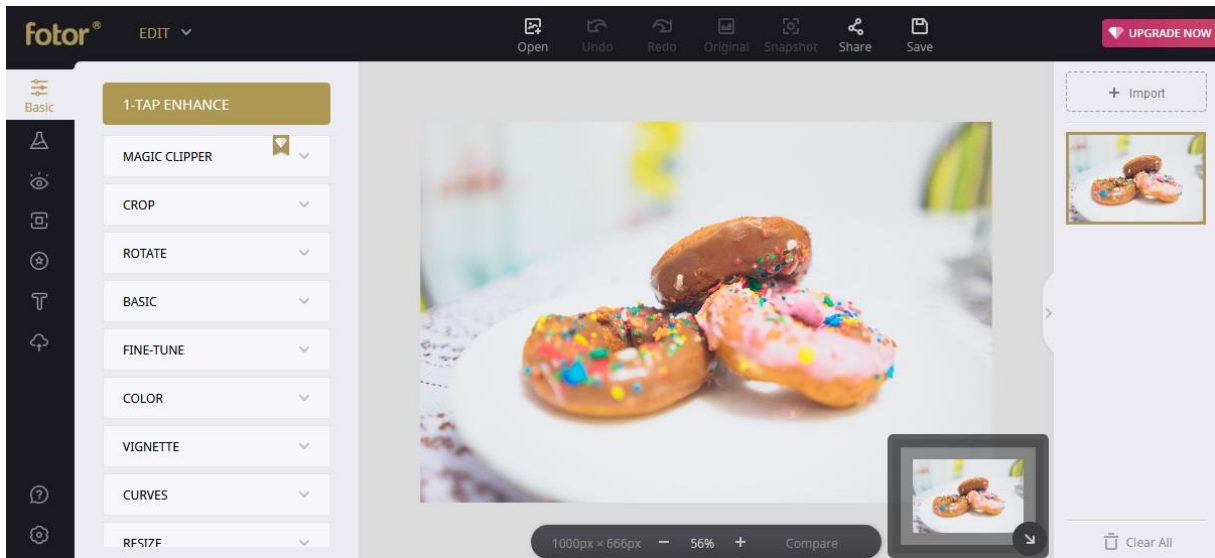 fotor®
EDIT
Open
Undo
Redo
Original
Snapshot
Share
Save
UPGRADE NOW
Basic
1-TAP ENHANCE
MAGIC CLIPPER
CROP
ROTATE
BASIC
FINE-TUNE
COLOR
VIGNETTE
CURVES
RESIZE
+ Import
1000px × 666px − 56% + Compare
Clear All